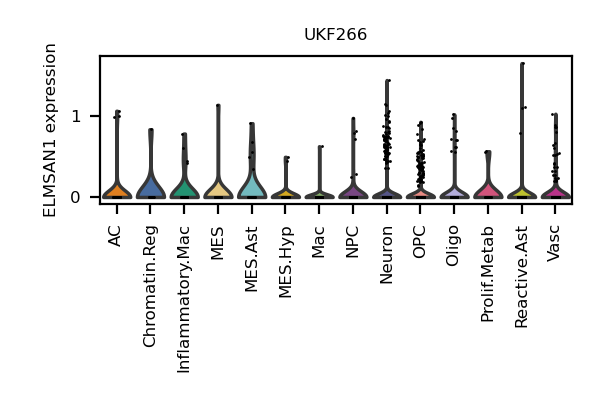 UKF266
ELMSAN1 expression
1
0
AC
Chromatin.Reg
Inflammatory.Mac
MES
MES.Ast
MES.Hyp
Mac
NPC
Neuron
OPC
Oligo
Prolif.Metab
Reactive.Ast
Vasc